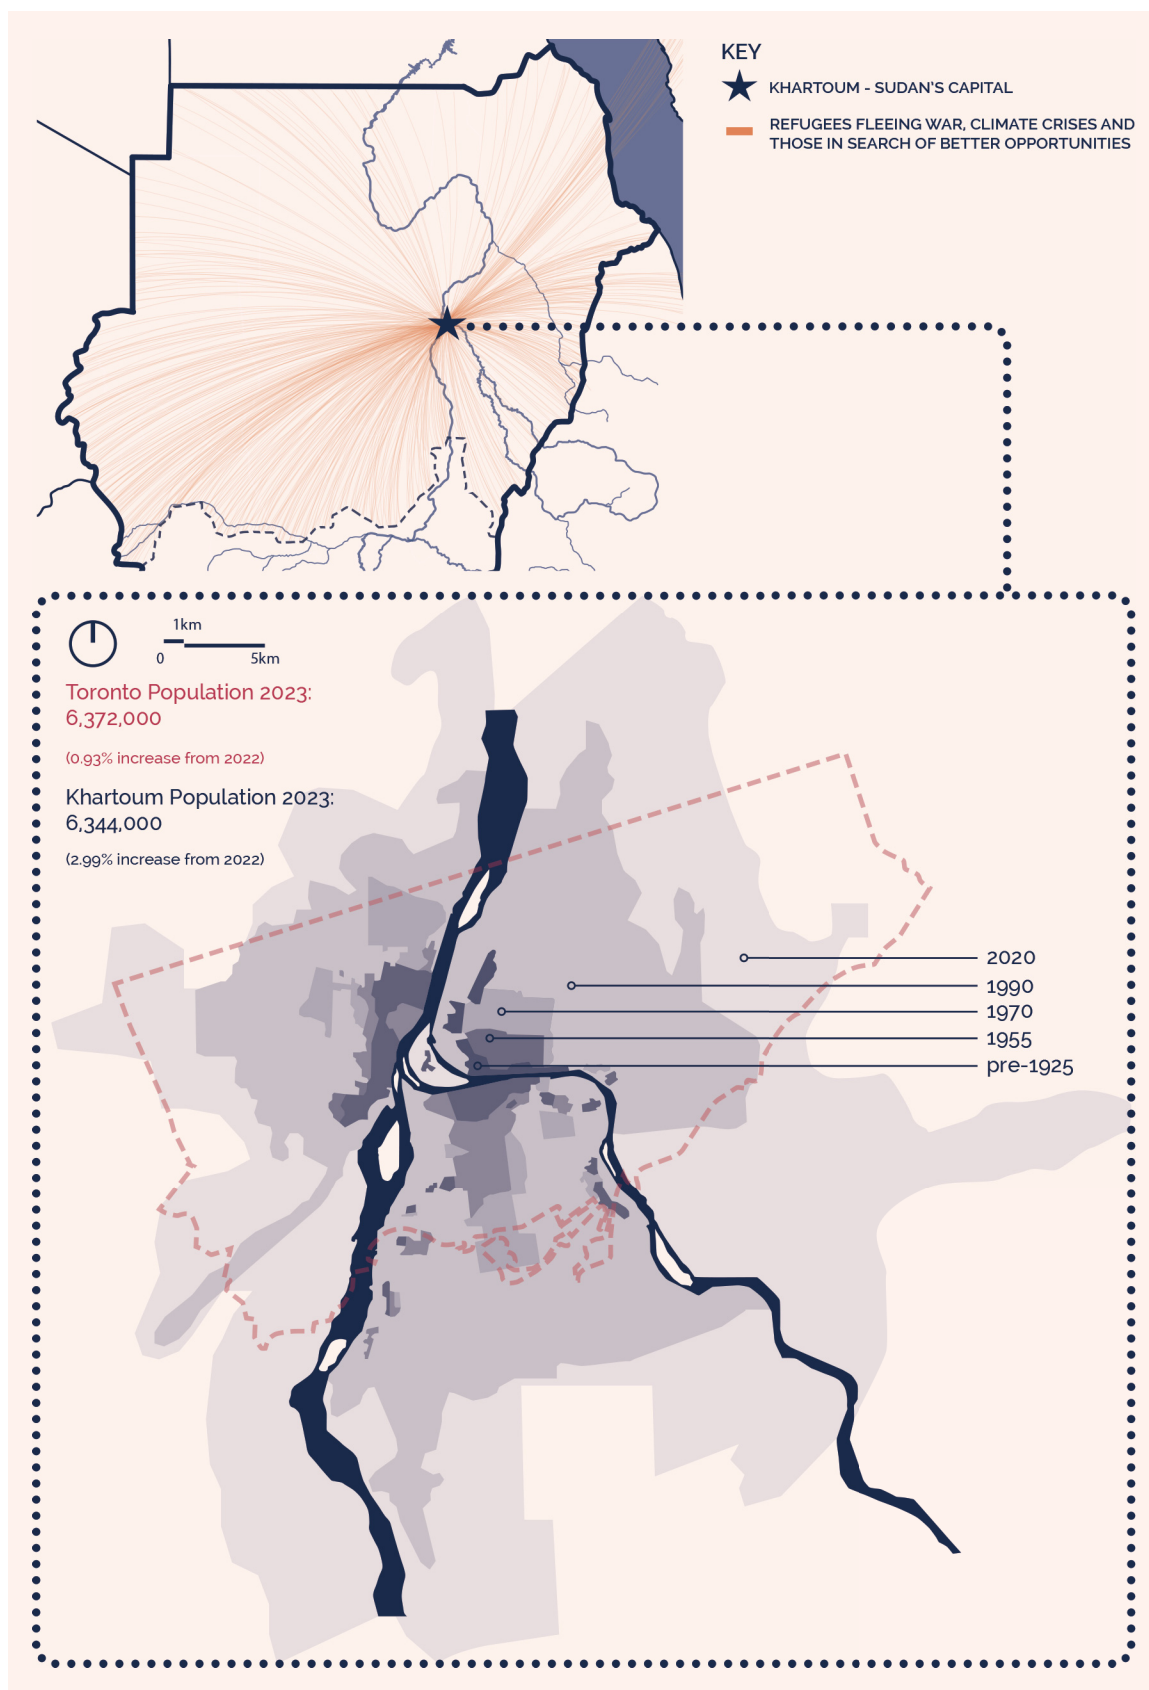 KEY
KHARTOUM - SUDAN'S CAPITAL
REFUGEES FLEEING WAR, CLIMATE CRISES AND
THOSE IN SEARCH OF BETTER OPPORTUNITIES
1km
0
5km
Toronto Population 2023:
6,372,000
(0.93% increase from 2022)
Khartoum Population 2023:
6,344,000
(2.99% increase from 2022)
2020
1990
1970
1955
pre-1925